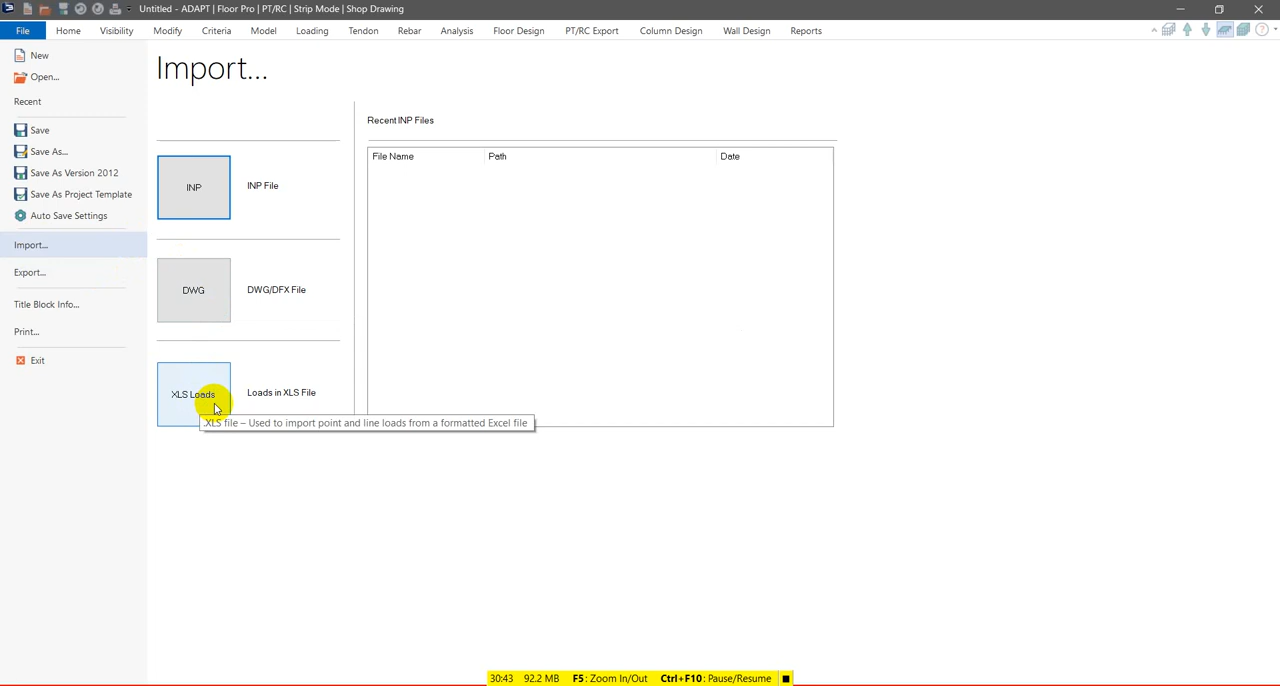 Untitled - ADAPT | Floor Pro | PT/RC | Strip Mode | Shop Drawing
File Home Visibility Modify Criteria Model Loading Tendon Rebar Analysis Floor Design PT/RC Export Column Design Wall Design Reports
New
Open...
Recent
Save
Save As...
Save As Version 2012
Save As Project Template
Auto Save Settings
Import...
Export...
Title Block Info...
Print...
Exit
Import...
INP
INP File
DWG
DWG/DFX File
XLS Loads
Loads in XLS File
XLS file – Used to import point and line loads from a formatted Excel file
Recent INP Files
File Name Path Date
30:43 92.2 MB F5: Zoom In/Out Ctrl+F10: Pause/Resume